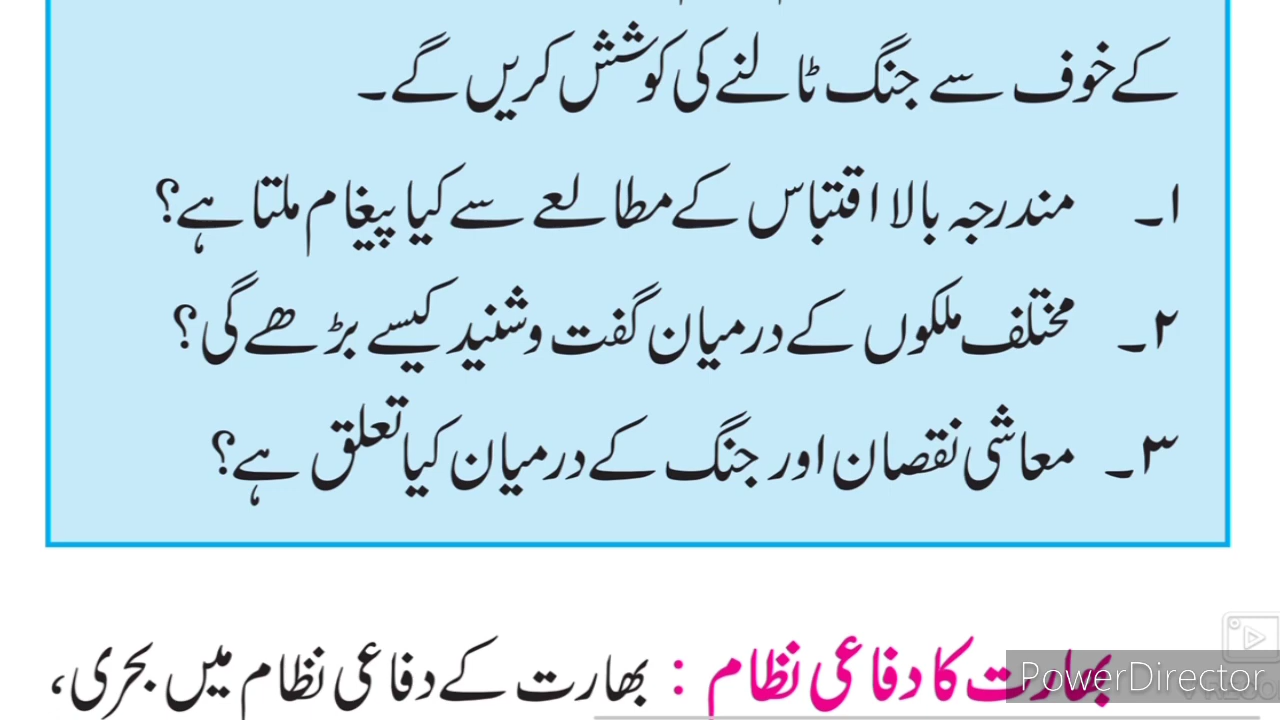 کے خوف سے جنگ ٹالنے کی کوشش کریں گے۔
۱۔ مندرجہ بالا اقتباس کے مطالعے سے کیا پیغام ملتا ہے؟
۲۔ مختلف ملکوں کے درمیان گفت و شنید کیسے بڑھے گی؟
۳۔ معاشی نقصان اور جنگ کے درمیان کیا تعلق ہے؟
بھارت کا دفاعی نظام : بھارت کے دفاعی نظام میں بحری،
PowerDirector